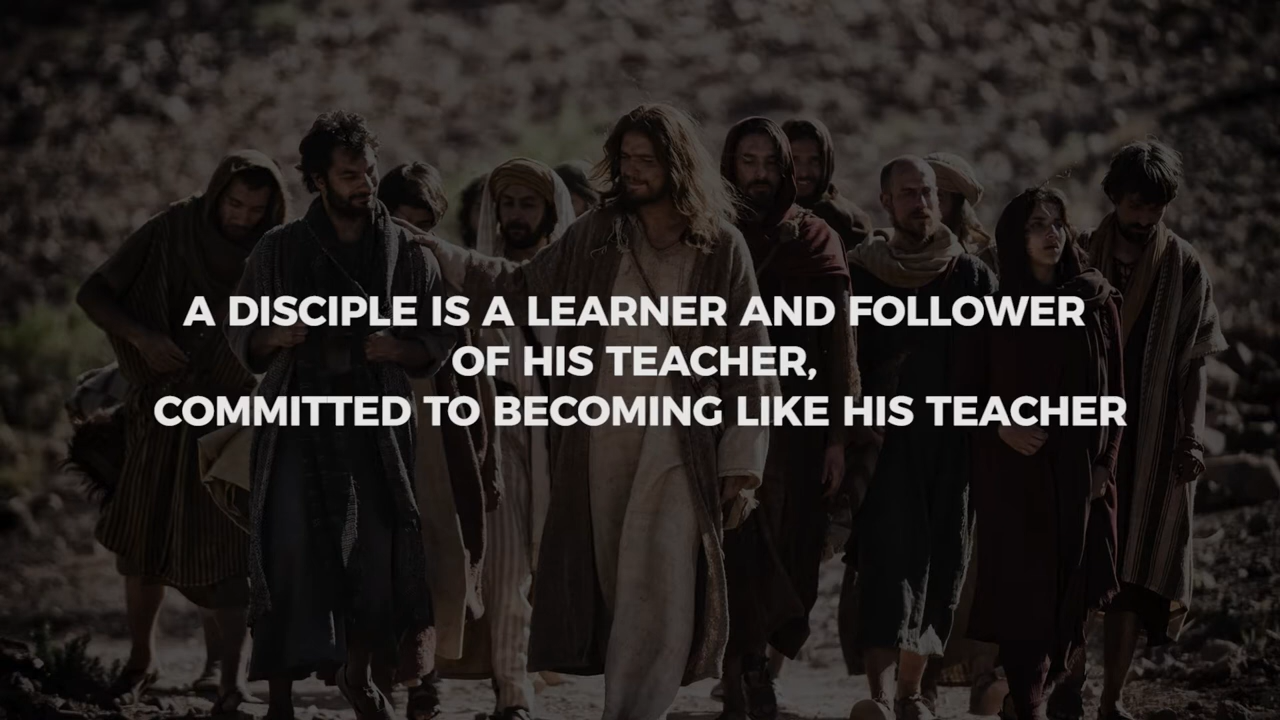 A DISCIPLE IS A LEARNER AND FOLLOWER
OF HIS TEACHER,
COMMITTED TO BECOMING LIKE HIS TEACHER